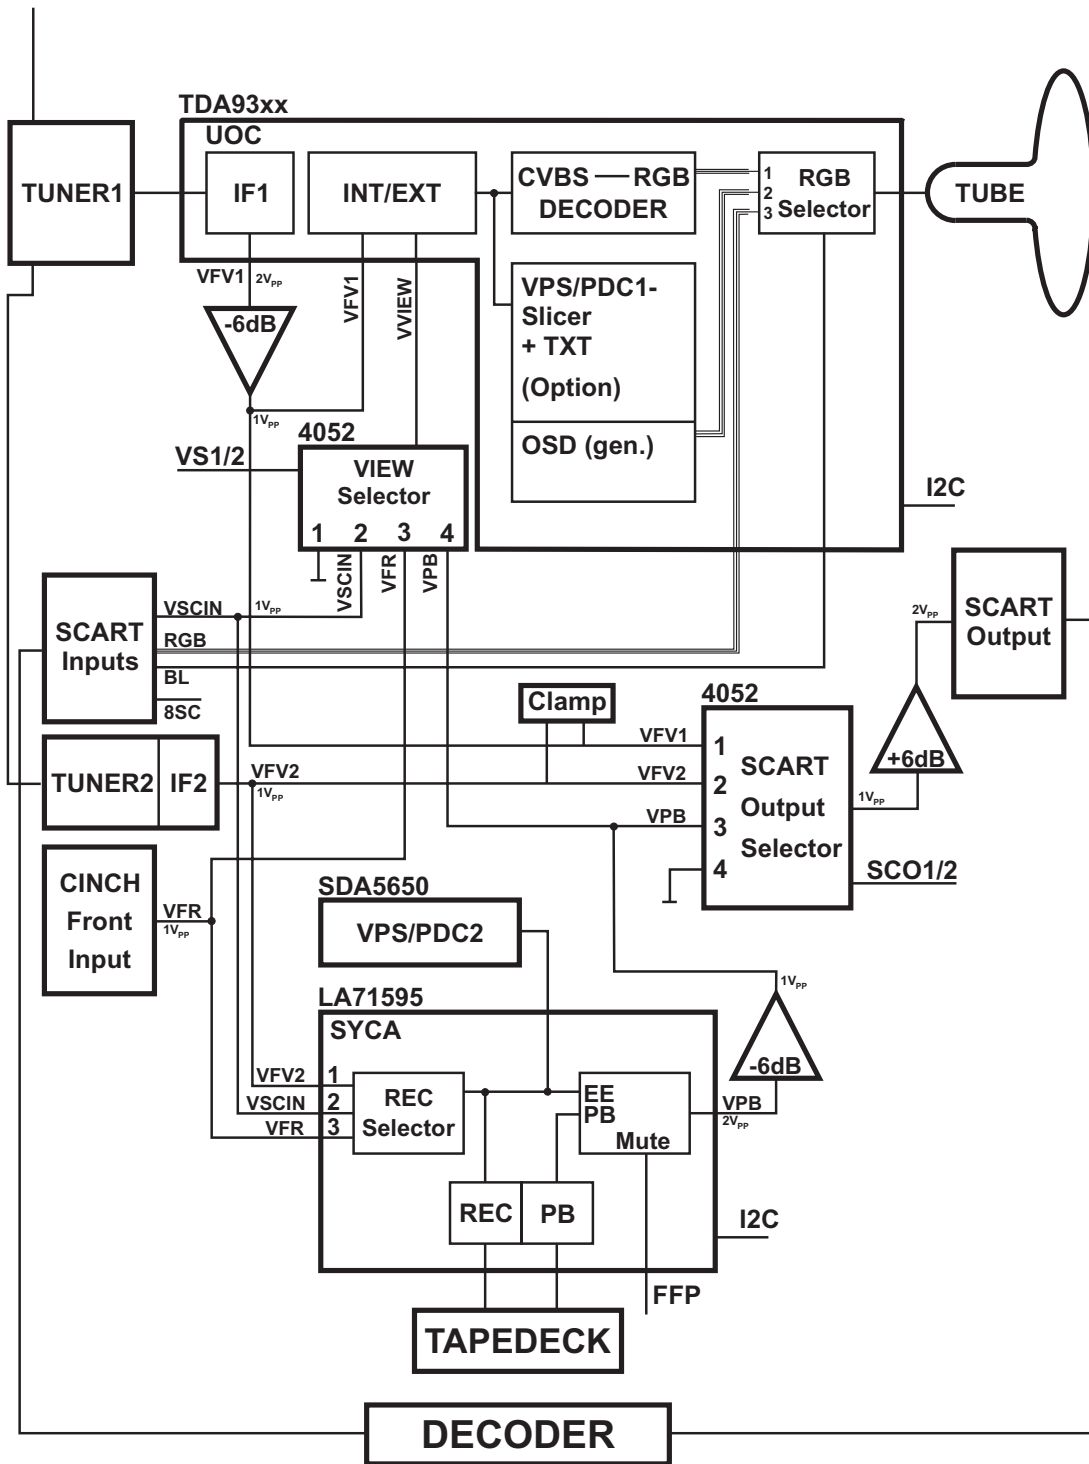 TDA93xx
UOC
TUNER1
IF1
INT/EXT
CVBS — RGB
DECODER
1
2
3
RGB
Selector
TUBE
VFV1
2VPP
VFV1
VVIEW
-6dB
1VPP
VPS/PDC1-
Slicer
+ TXT
(Option)
OSD (gen.)
4052
VS1/2
VIEW
Selector
1 2 3 4
VSCIN
VFR
VPB
I2C
SCART
Inputs
VSCIN
1VPP
RGB
BL
8SC
SCART
Output
2VPP
+6dB
1VPP
Clamp
4052
VFV1
VFV2
VPB
1
2
3
4
SCART
Output
Selector
SCO1/2
TUNER2
IF2
VFV2
1VPP
CINCH
Front
Input
VFR
1VPP
SDA5650
VPS/PDC2
LA71595
SYCA
VFV2
VSCIN
VFR
1
2
3
REC
Selector
EE
PB
Mute
VPB
2VPP
1VPP
-6dB
REC
PB
I2C
FFP
TAPEDECK
DECODER